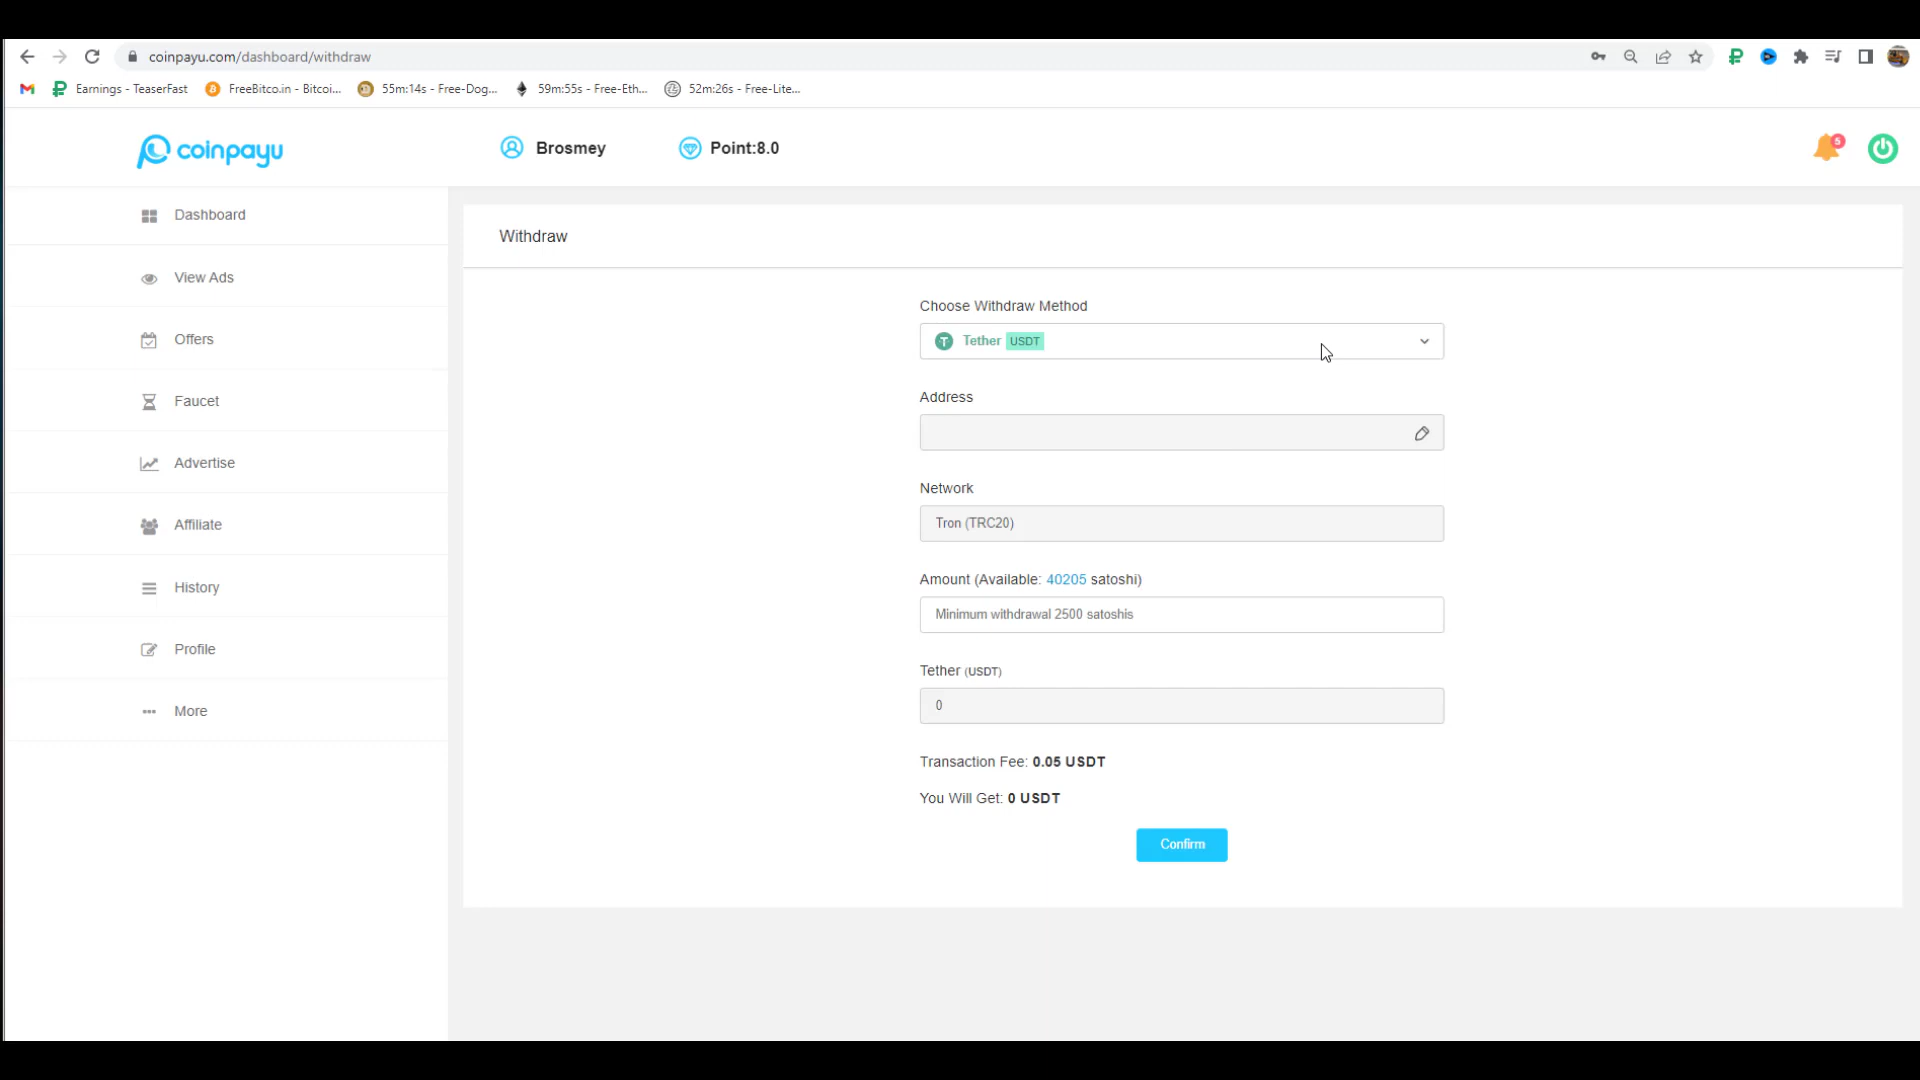 coinpayu.com/dashboard/withdraw
Earnings - TeaserFast
FreeBitco.in - Bitcoi...
55m:14s - Free-Dog...
59m:55s - Free-Eth...
52m:26s - Free-Lite...
coinpayu
Brosmey
Point:8.0
5
Dashboard
View Ads
Offers
Faucet
Advertise
Affiliate
History
Profile
More
Withdraw
Choose Withdraw Method
Tether USDT
Address
Network
Tron (TRC20)
Amount (Available: 40205 satoshi)
Minimum withdrawal 2500 satoshis
Tether (USDT)
0
Transaction Fee: 0.05 USDT
You Will Get: 0 USDT
Confirm